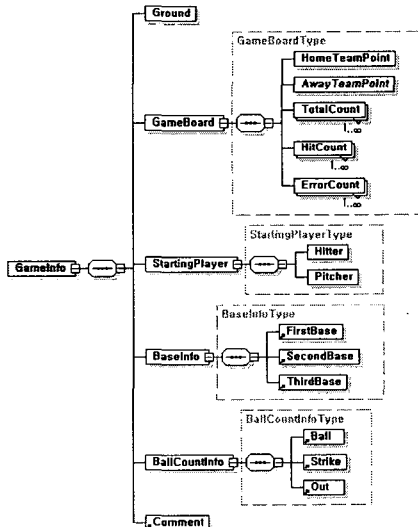 Ground
GameBoardType
HomeTeamPoint
AwayTeamPoint
TotalCount
1..∞
GameBoard
HitCount
1..∞
ErrorCount
1..∞
StartingPlayerType
Hitter
GameInfo
StartingPlayer
Pitcher
BaseInfoType
FirstBase
BaseInfo
SecondBase
ThirdBase
BallCountInfoType
Ball
BallCountInfo
Strike
Out
Comment